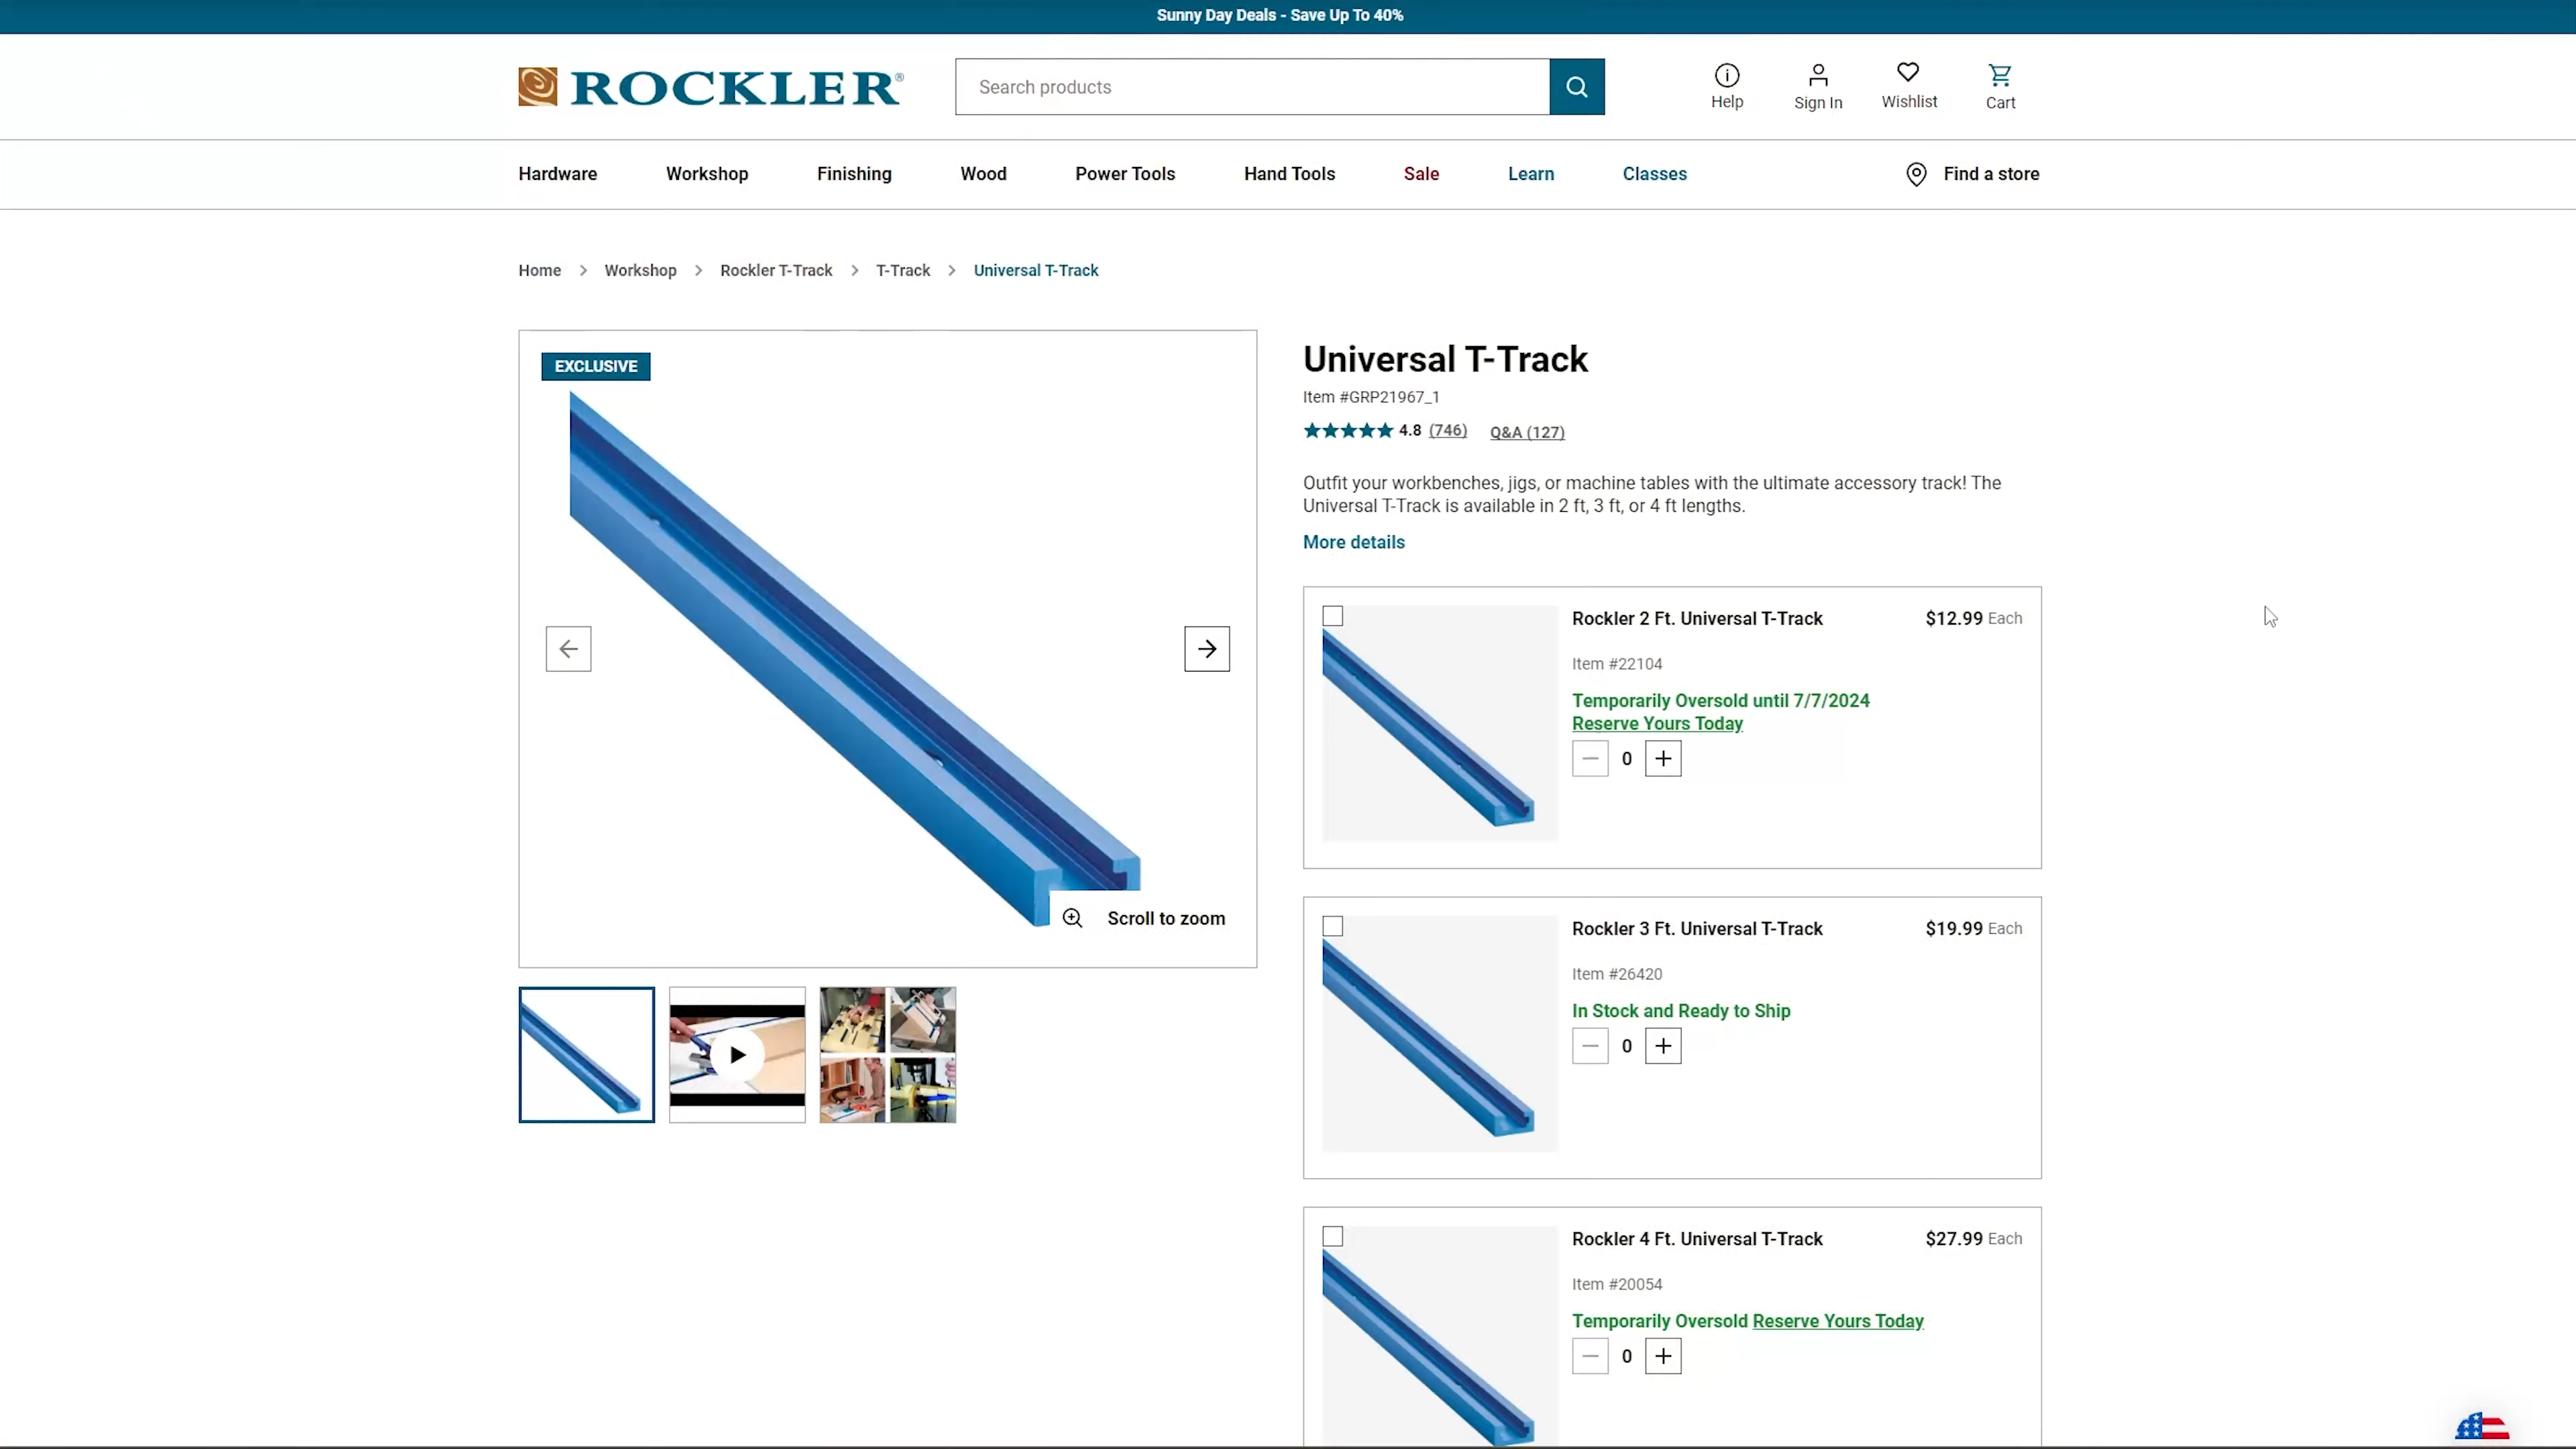 Sunny Day Deals - Save Up To 40%
ROCKLER®
Search products
Help
Sign In
Wishlist
Cart
Hardware
Workshop
Finishing
Wood
Power Tools
Hand Tools
Sale
Learn
Classes
Find a store
Home > Workshop > Rockler T-Track > T-Track > Universal T-Track
EXCLUSIVE
Scroll to zoom
Universal T-Track
Item #GRP21967_1
4.8 (746) Q&A (127)
Outfit your workbenches, jigs, or machine tables with the ultimate accessory track! The
Universal T-Track is available in 2 ft, 3 ft, or 4 ft lengths.
More details
Rockler 2 Ft. Universal T-Track $12.99 Each
Item #22104
Temporarily Oversold until 7/7/2024
Reserve Yours Today
0
Rockler 3 Ft. Universal T-Track $19.99 Each
Item #26420
In Stock and Ready to Ship
0
Rockler 4 Ft. Universal T-Track $27.99 Each
Item #20054
Temporarily Oversold Reserve Yours Today
0